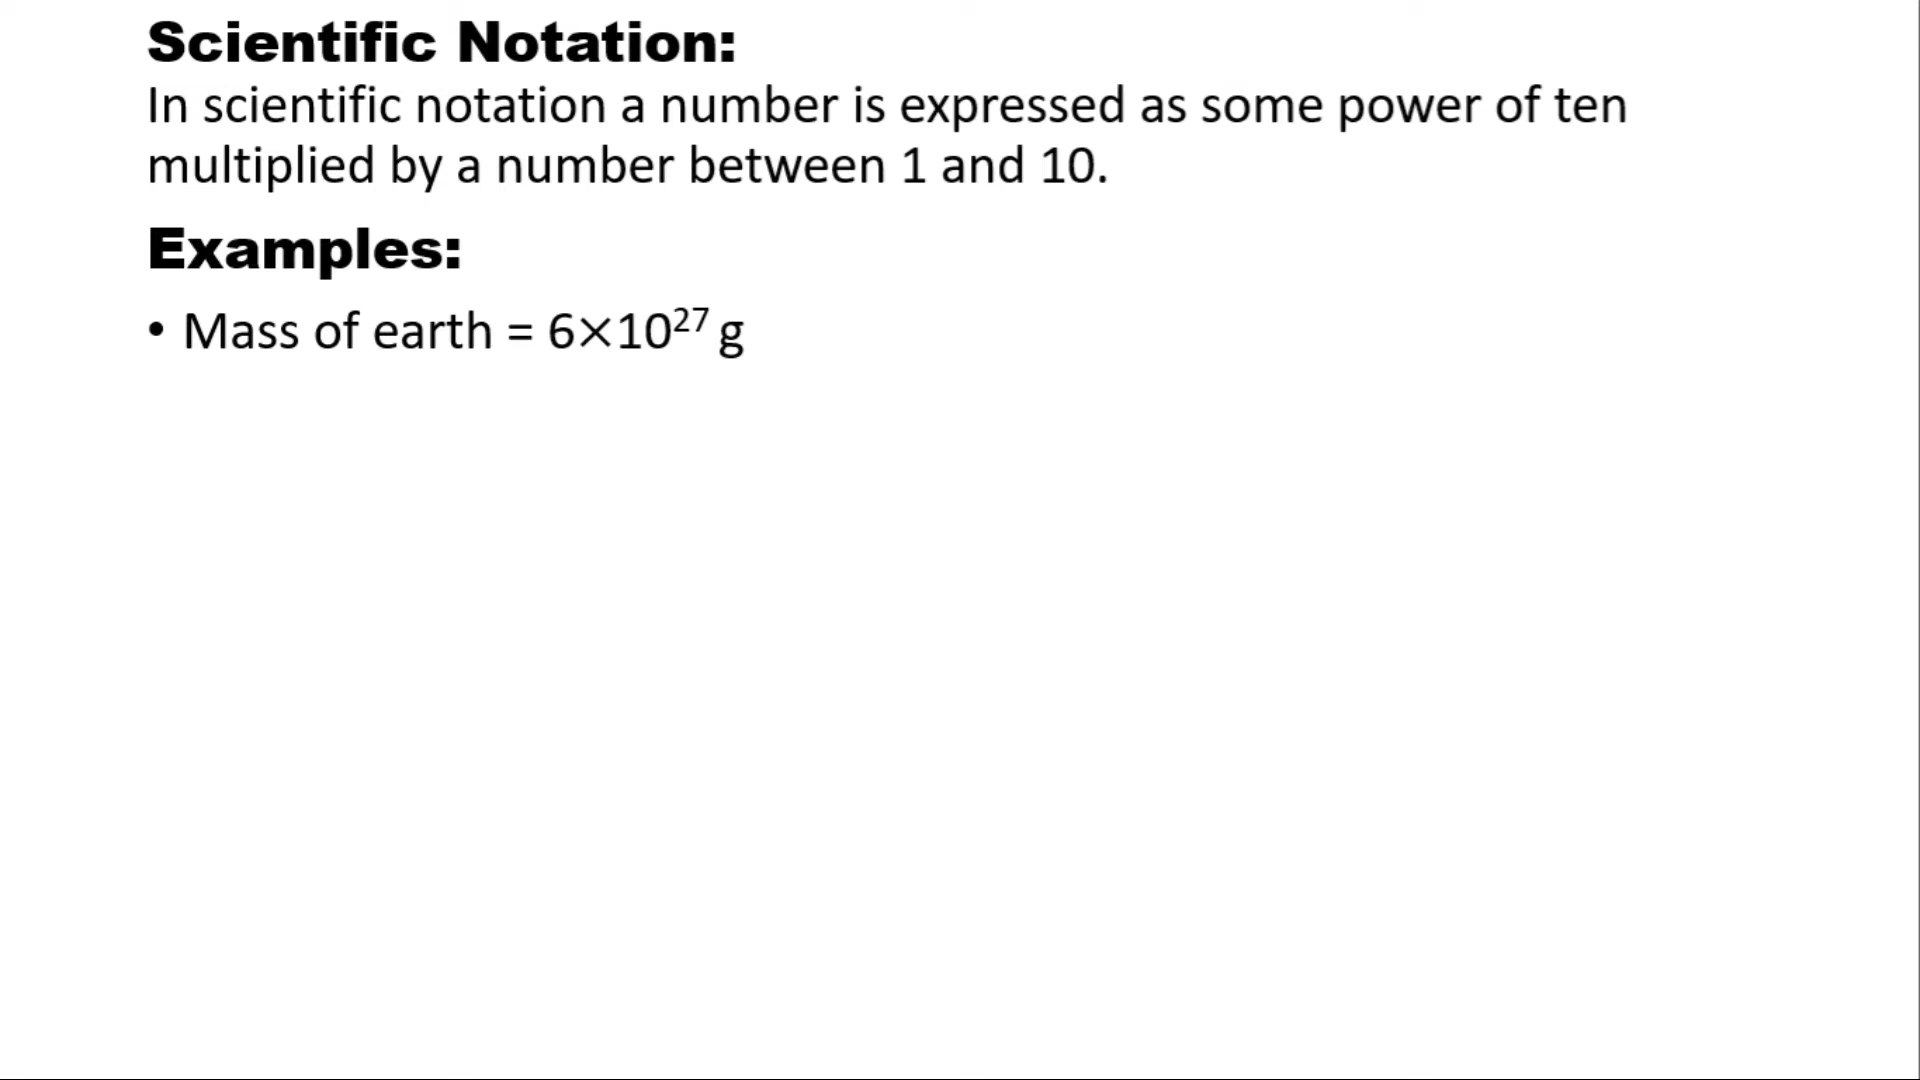 Scientific Notation:
In scientific notation a number is expressed as some power of ten
multiplied by a number between 1 and 10.
Examples:
• Mass of earth = 6×10²⁷ g